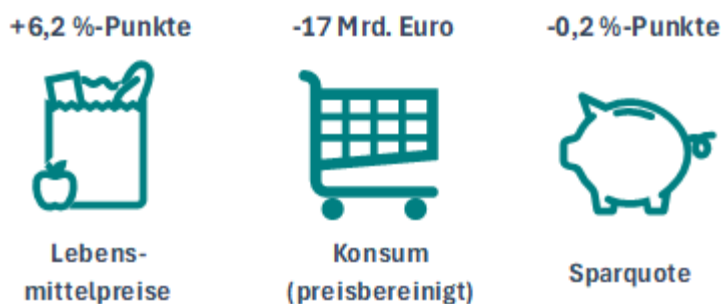 +6,2 %-Punkte
-17 Mrd. Euro
-0,2 %-Punkte
Lebens-
mittelpreise
Konsum
(preisbereinigt)
Sparquote